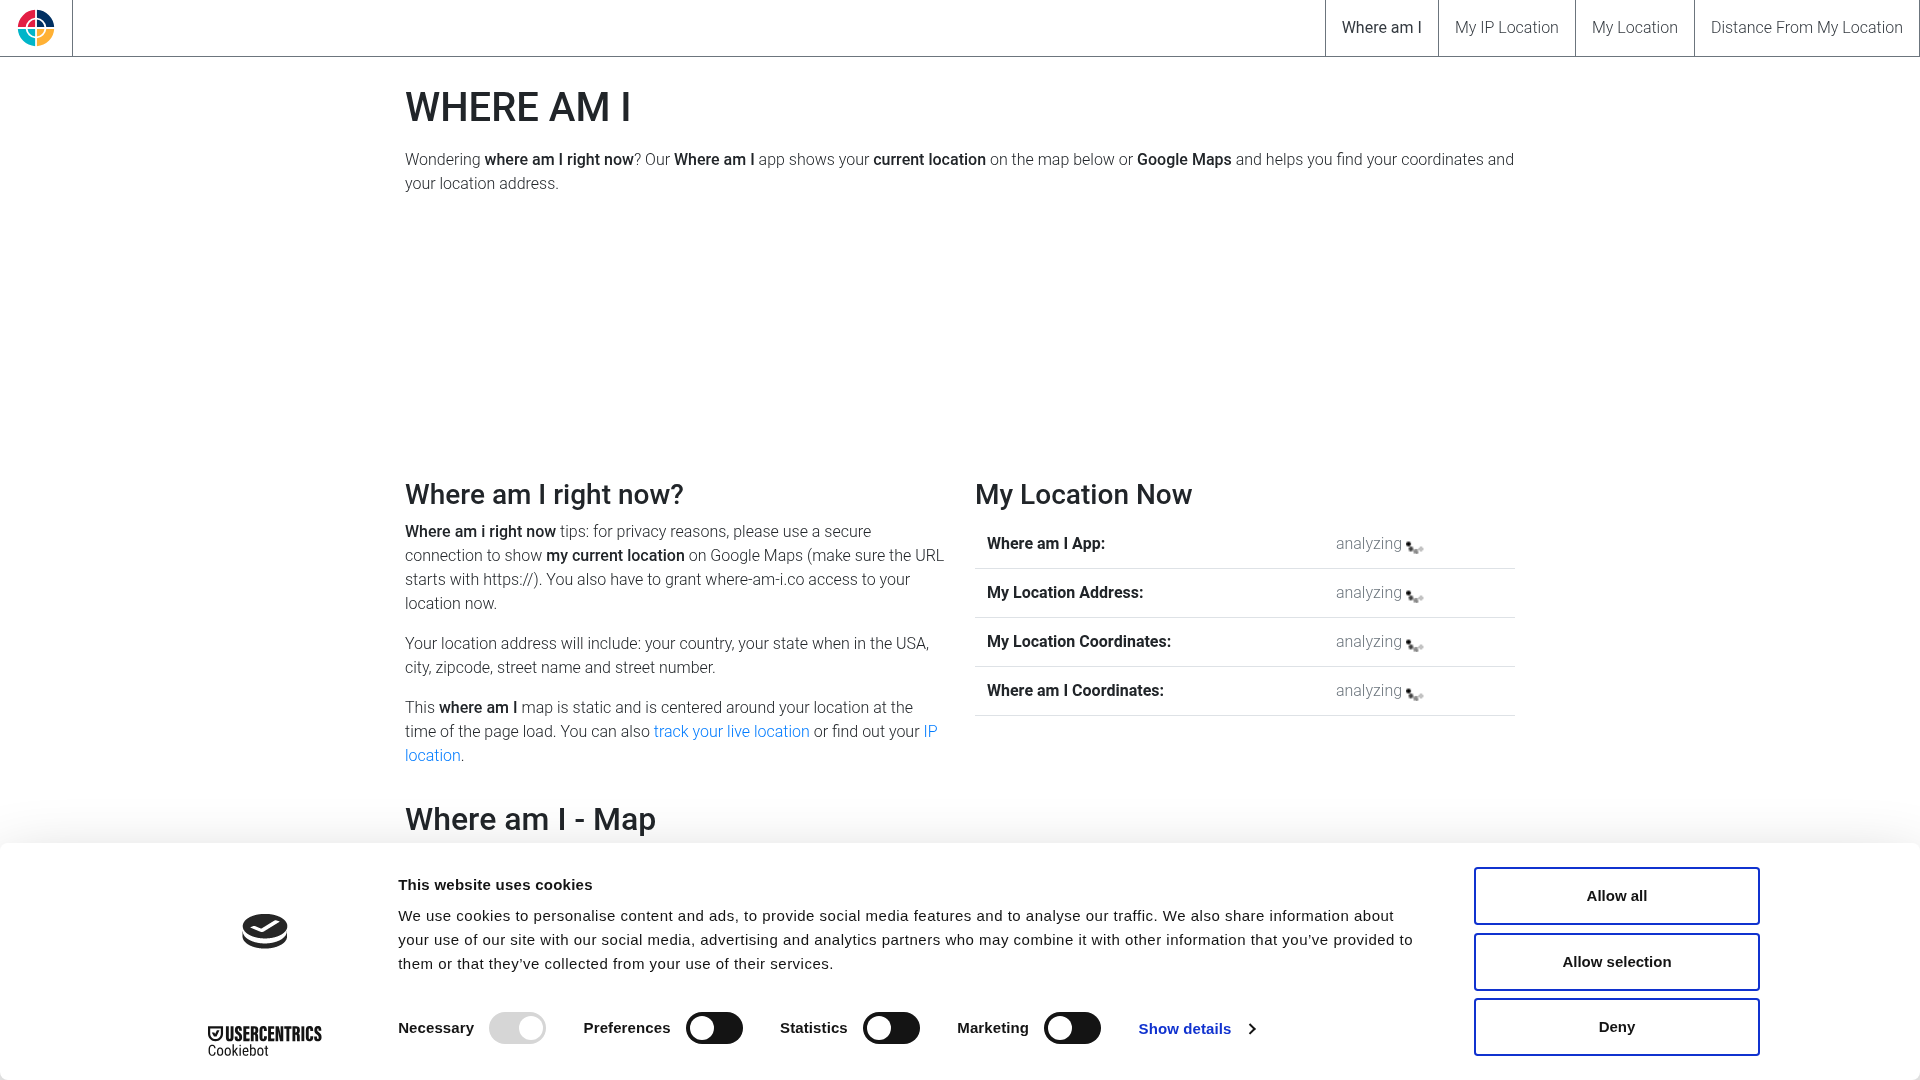 Where am I
My IP Location
My Location
Distance From My Location
WHERE AM I
Wondering where am I right now? Our Where am I app shows your current location on the map below or Google Maps and helps you find your coordinates and
your location address.
Where am I right now?
Where am i right now tips: for privacy reasons, please use a secure
connection to show my current location on Google Maps (make sure the URL
starts with https://). You also have to grant where-am-i.co access to your
location now.
Your location address will include: your country, your state when in the USA,
city, zipcode, street name and street number.
This where am I map is static and is centered around your location at the
time of the page load. You can also track your live location or find out your IP
location.
My Location Now
Where am I App: analyzing
My Location Address: analyzing
My Location Coordinates: analyzing
Where am I Coordinates: analyzing
Where am I - Map
This website uses cookies
We use cookies to personalise content and ads, to provide social media features and to analyse our traffic. We also share information about
your use of our site with our social media, advertising and analytics partners who may combine it with other information that you’ve provided to
them or that they’ve collected from your use of their services.
USERCENTRICS
Cookiebot
Necessary
Preferences
Statistics
Marketing
Show details
Allow all
Allow selection
Deny